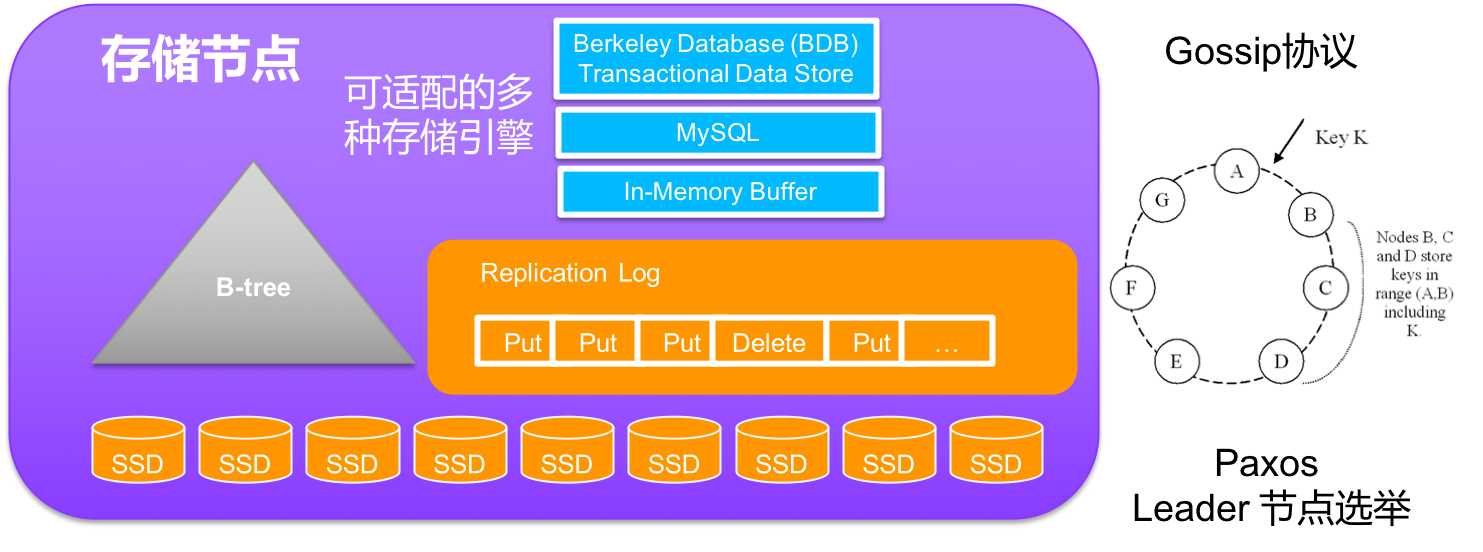 存储节点
可适配的多
种存储引擎
Berkeley Database (BDB)
Transactional Data Store
MySQL
In-Memory Buffer
B-tree
Replication Log
Put
Put
Put
Delete
Put
…
SSD
SSD
SSD
SSD
SSD
SSD
SSD
SSD
SSD
Gossip协议
Key K
A
B
C
D
E
F
G
Nodes B, C
and D store
keys in
range (A,B)
including
K.
Paxos
Leader 节点选举